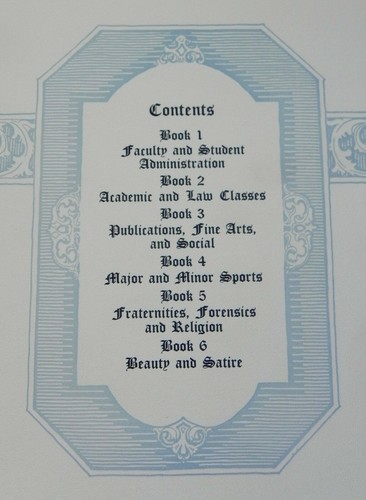 Contents
Book 1
Faculty and Student
Administration
Book 2
Academic and Law Classes
Book 3
Publications, Fine Arts,
and Social
Book 4
Major and Minor Sports
Book 5
Fraternities, Forensics
and Religion
Book 6
Beauty and Satire